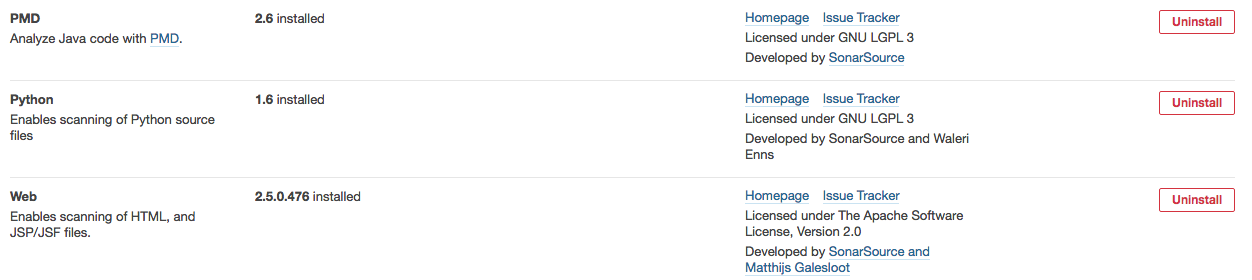 PMD
2.6 installed
Homepage Issue Tracker
Uninstall
Analyze Java code with PMD.
Licensed under GNU LGPL 3
Developed by SonarSource
Python
1.6 installed
Homepage Issue Tracker
Uninstall
Enables scanning of Python source
files
Licensed under GNU LGPL 3
Developed by SonarSource and Waleri
Enns
Web
2.5.0.476 installed
Homepage Issue Tracker
Uninstall
Enables scanning of HTML, and
JSP/JSF files.
Licensed under The Apache Software
License, Version 2.0
Developed by SonarSource and
Matthijs Galesloot